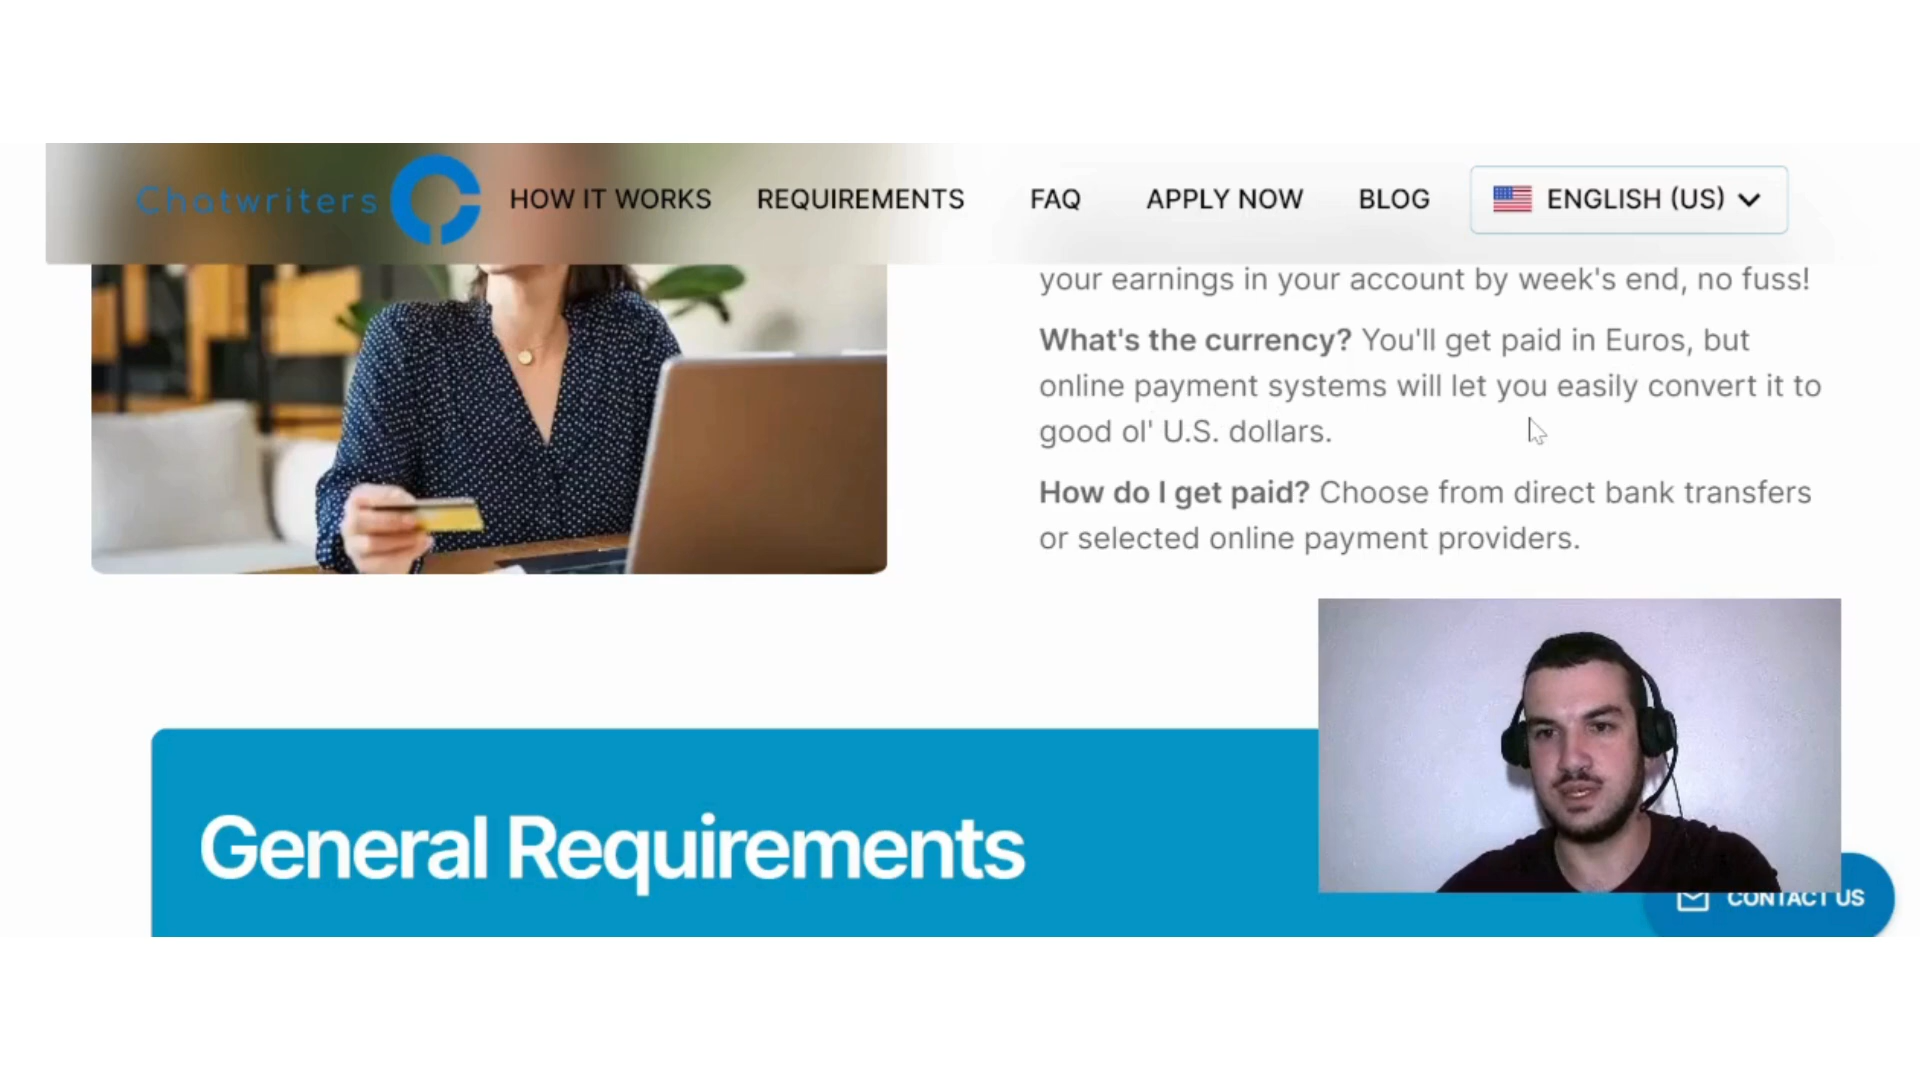 Chatwriters HOW IT WORKS REQUIREMENTS FAQ APPLY NOW BLOG ENGLISH (US)
your earnings in your account by week's end, no fuss!
What's the currency? You'll get paid in Euros, but
online payment systems will let you easily convert it to
good ol' U.S. dollars.
How do I get paid? Choose from direct bank transfers
or selected online payment providers.
General Requirements
CONTACT US